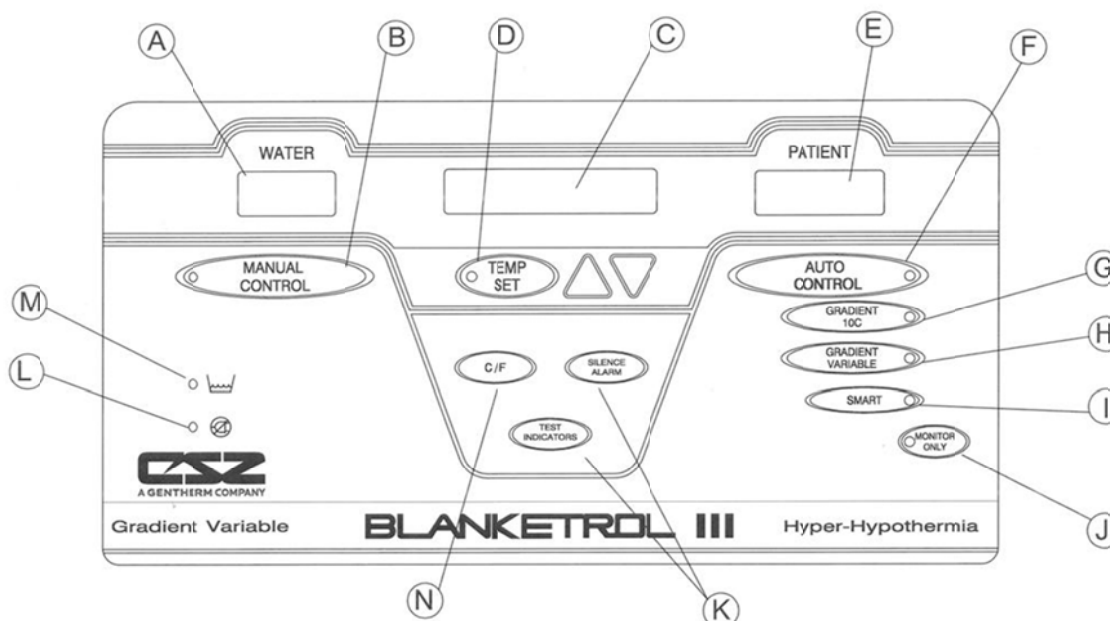 A
B
D
C
E
F
WATER
PATIENT
MANUAL
CONTROL
TEMP
SET
AUTO
CONTROL
G
GRADIENT
10C
M
H
GRADIENT
VARIABLE
L
C/F
SILENCE
ALARM
I
SMART
TEST
INDICATORS
MONITOR
ONLY
CSZ
A GENTHERM COMPANY
J
Gradient Variable
BLANKETROL III
Hyper-Hypothermia
N
K